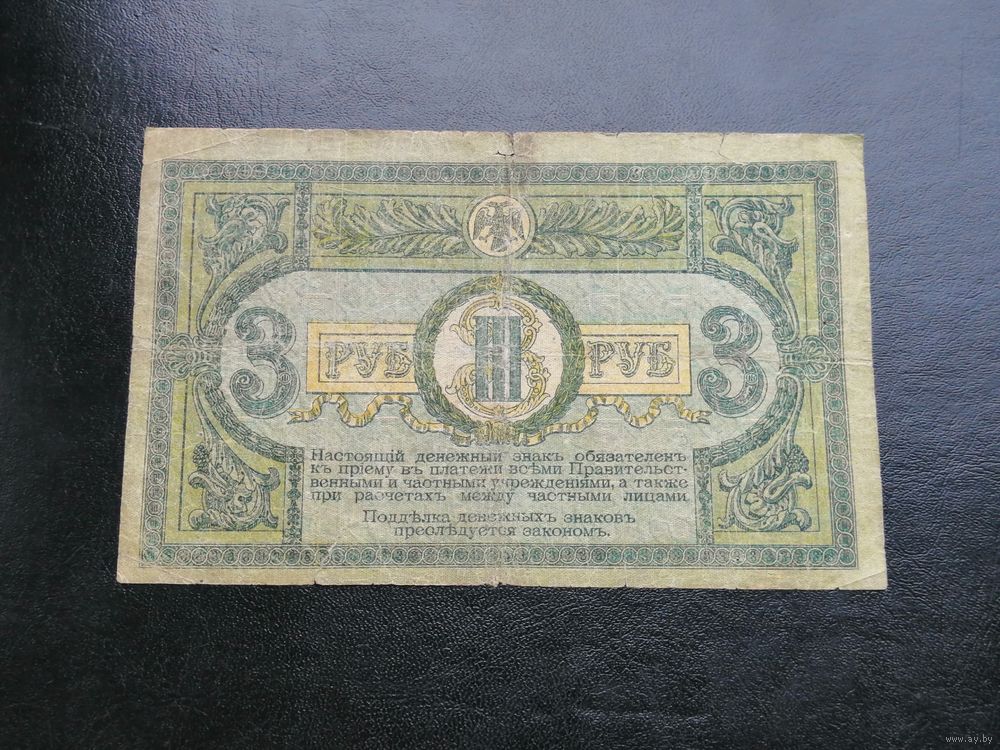 3 РУБ 3 РУБ 3
Настоящій денежный знакъ обязателенъ
къ пріему въ платежи всѣми Правительст-
венными и частными учрежденіями, а также
при расчетахъ между частными лицами.
Поддѣлка денежныхъ знаковъ
преслѣдуется закономъ.
www.ay.by